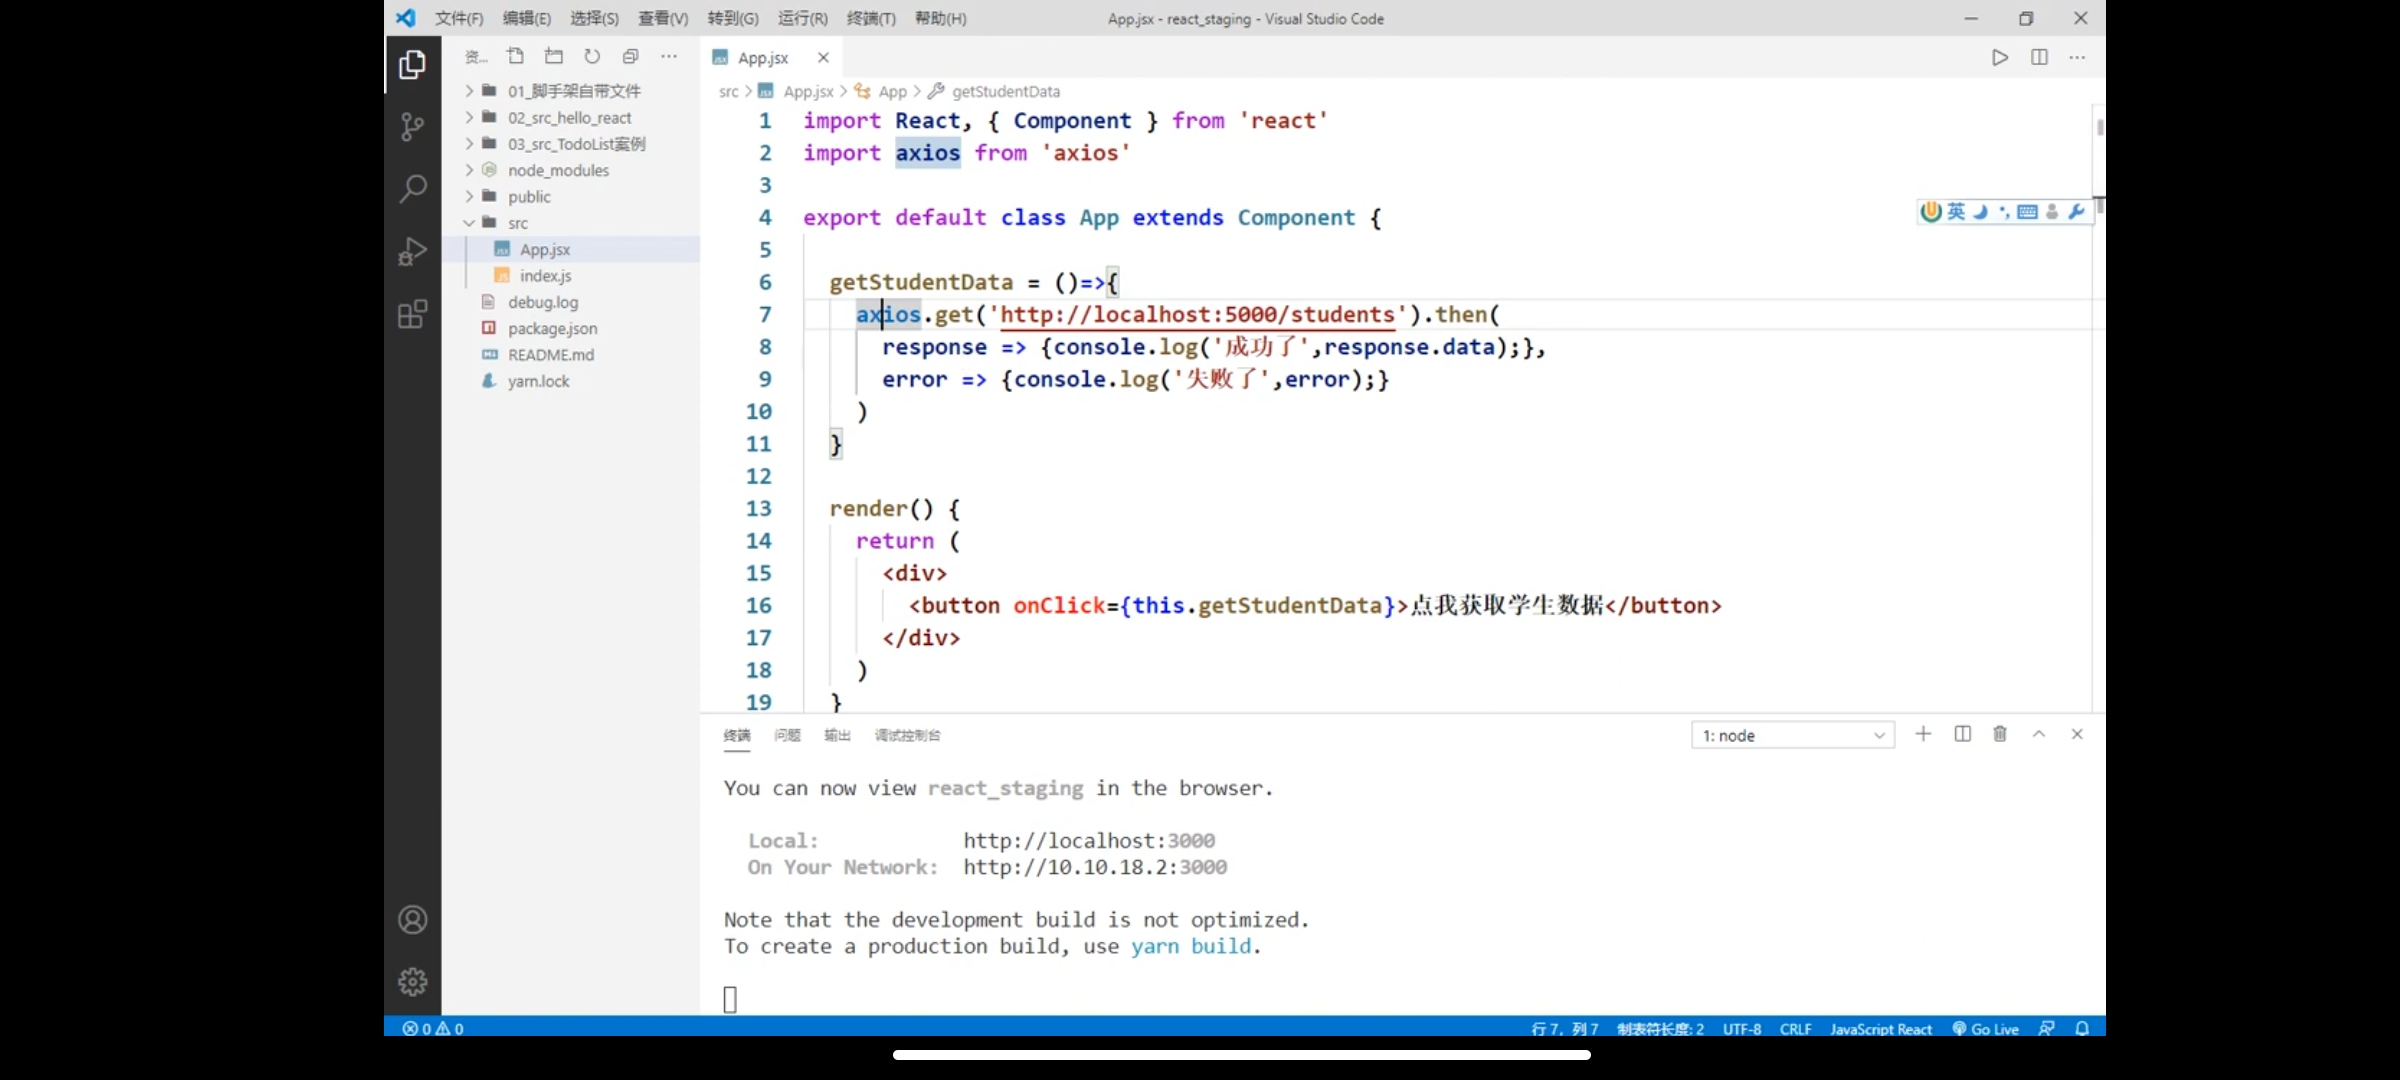 文件(F) 编辑(E) 选择(S) 查看(V) 转到(G) 运行(R) 终端(T) 帮助(H) App.jsx - react_staging - Visual Studio Code
资...
01_脚手架自带文件
02_src_hello_react
03_src_TodoList案例
node_modules
public
src
App.jsx
index.js
debug.log
package.json
README.md
yarn.lock
App.jsx
src > App.jsx > App > getStudentData
1 import React, { Component } from 'react'
2 import axios from 'axios'
3
4 export default class App extends Component {
5
6 getStudentData = ()=>{
7 axios.get('http://localhost:5000/students').then(
8 response => {console.log('成功了',response.data);},
9 error => {console.log('失败了',error);}
10 )
11 }
12
13 render() {
14 return (
15 <div>
16 <button onClick={this.getStudentData}>点我获取学生数据</button>
17 </div>
18 )
19 }
英
终端 问题 输出 调试控制台 1: node
You can now view react_staging in the browser.
Local: http://localhost:3000
On Your Network: http://10.10.18.2:3000
Note that the development build is not optimized.
To create a production build, use yarn build.
0 0 行 7，列 7 制表符长度: 2 UTF-8 CRLF JavaScript React Go Live